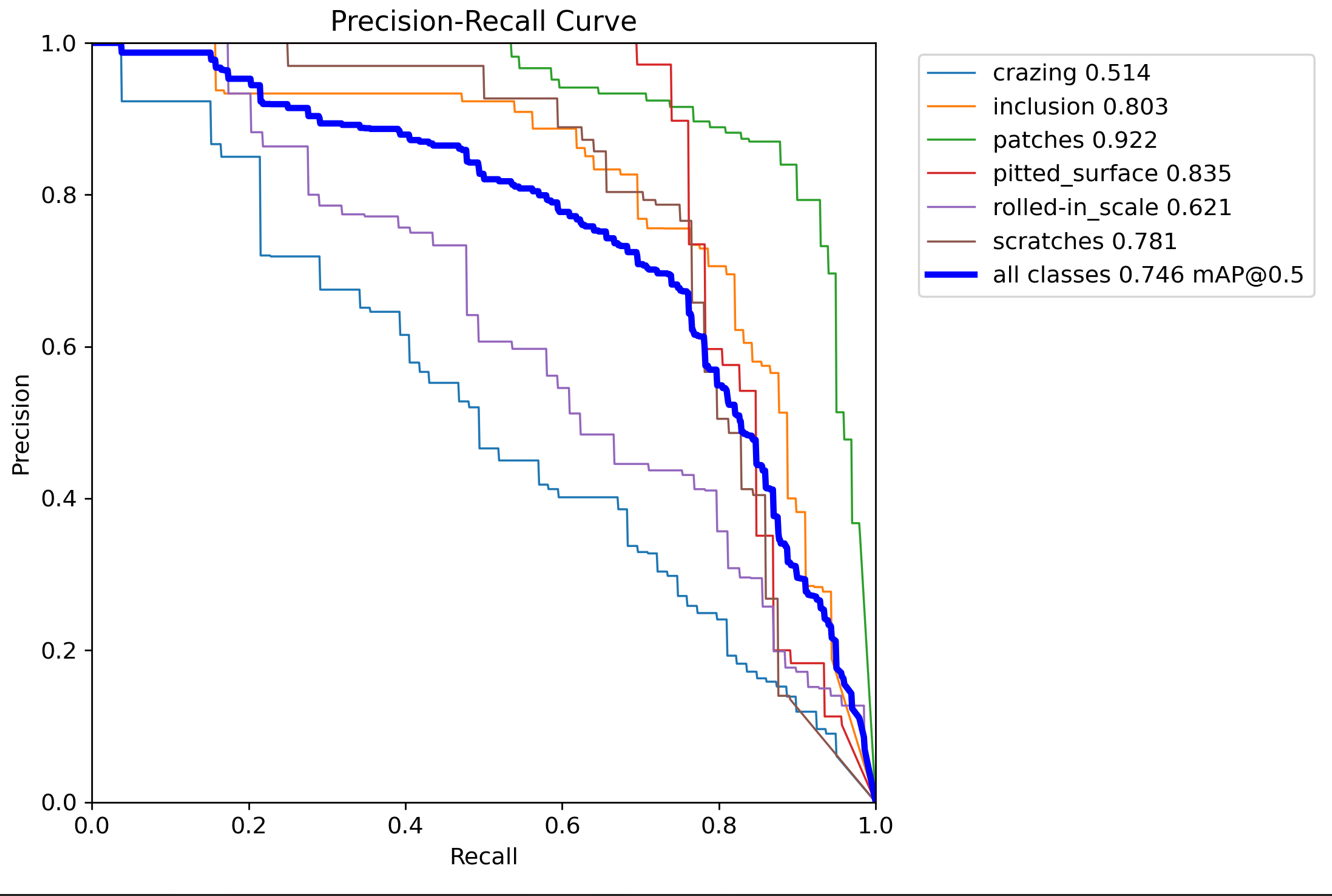 Precision-Recall Curve
1.0
0.8
0.6
0.4
0.2
0.0
Precision
0.0 0.2 0.4 0.6 0.8 1.0
Recall
crazing 0.514
inclusion 0.803
patches 0.922
pitted_surface 0.835
rolled-in_scale 0.621
scratches 0.781
all classes 0.746 mAP@0.5